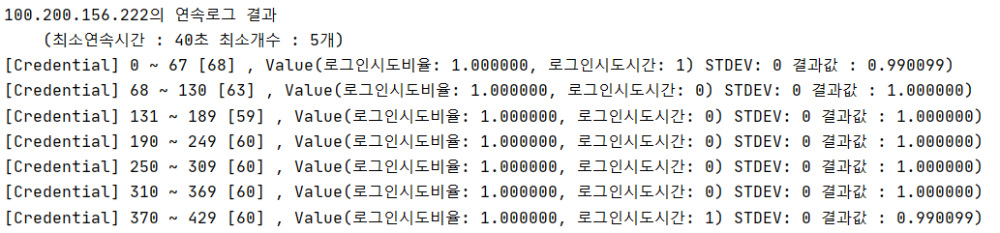 100.200.156.222의 연속로그 결과
(최소연속시간 : 40초 최소개수 : 5개)
[Credential] 0 ~ 67 [68] , Value(로그인시도비율: 1.000000, 로그인시도시간: 1) STDEV: 0 결과값 : 0.990099)
[Credential] 68 ~ 130 [63] , Value(로그인시도비율: 1.000000, 로그인시도시간: 0) STDEV: 0 결과값 : 1.000000)
[Credential] 131 ~ 189 [59] , Value(로그인시도비율: 1.000000, 로그인시도시간: 0) STDEV: 0 결과값 : 1.000000)
[Credential] 190 ~ 249 [60] , Value(로그인시도비율: 1.000000, 로그인시도시간: 0) STDEV: 0 결과값 : 1.000000)
[Credential] 250 ~ 309 [60] , Value(로그인시도비율: 1.000000, 로그인시도시간: 0) STDEV: 0 결과값 : 1.000000)
[Credential] 310 ~ 369 [60] , Value(로그인시도비율: 1.000000, 로그인시도시간: 0) STDEV: 0 결과값 : 1.000000)
[Credential] 370 ~ 429 [60] , Value(로그인시도비율: 1.000000, 로그인시도시간: 1) STDEV: 0 결과값 : 0.990099)